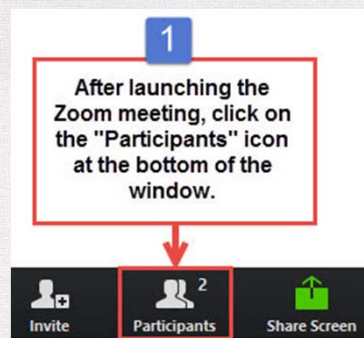 1
After launching the
Zoom meeting, click on
the "Participants" icon
at the bottom of the
window.
2
Invite
Participants
Share Screen